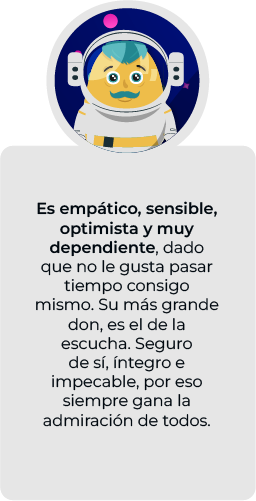 Es empático, sensible,
optimista y muy
dependiente, dado
que no le gusta pasar
tiempo consigo
mismo. Su más grande
don, es el de la
escucha. Seguro
de sí, íntegro e
impecable, por eso
siempre gana la
admiración de todos.